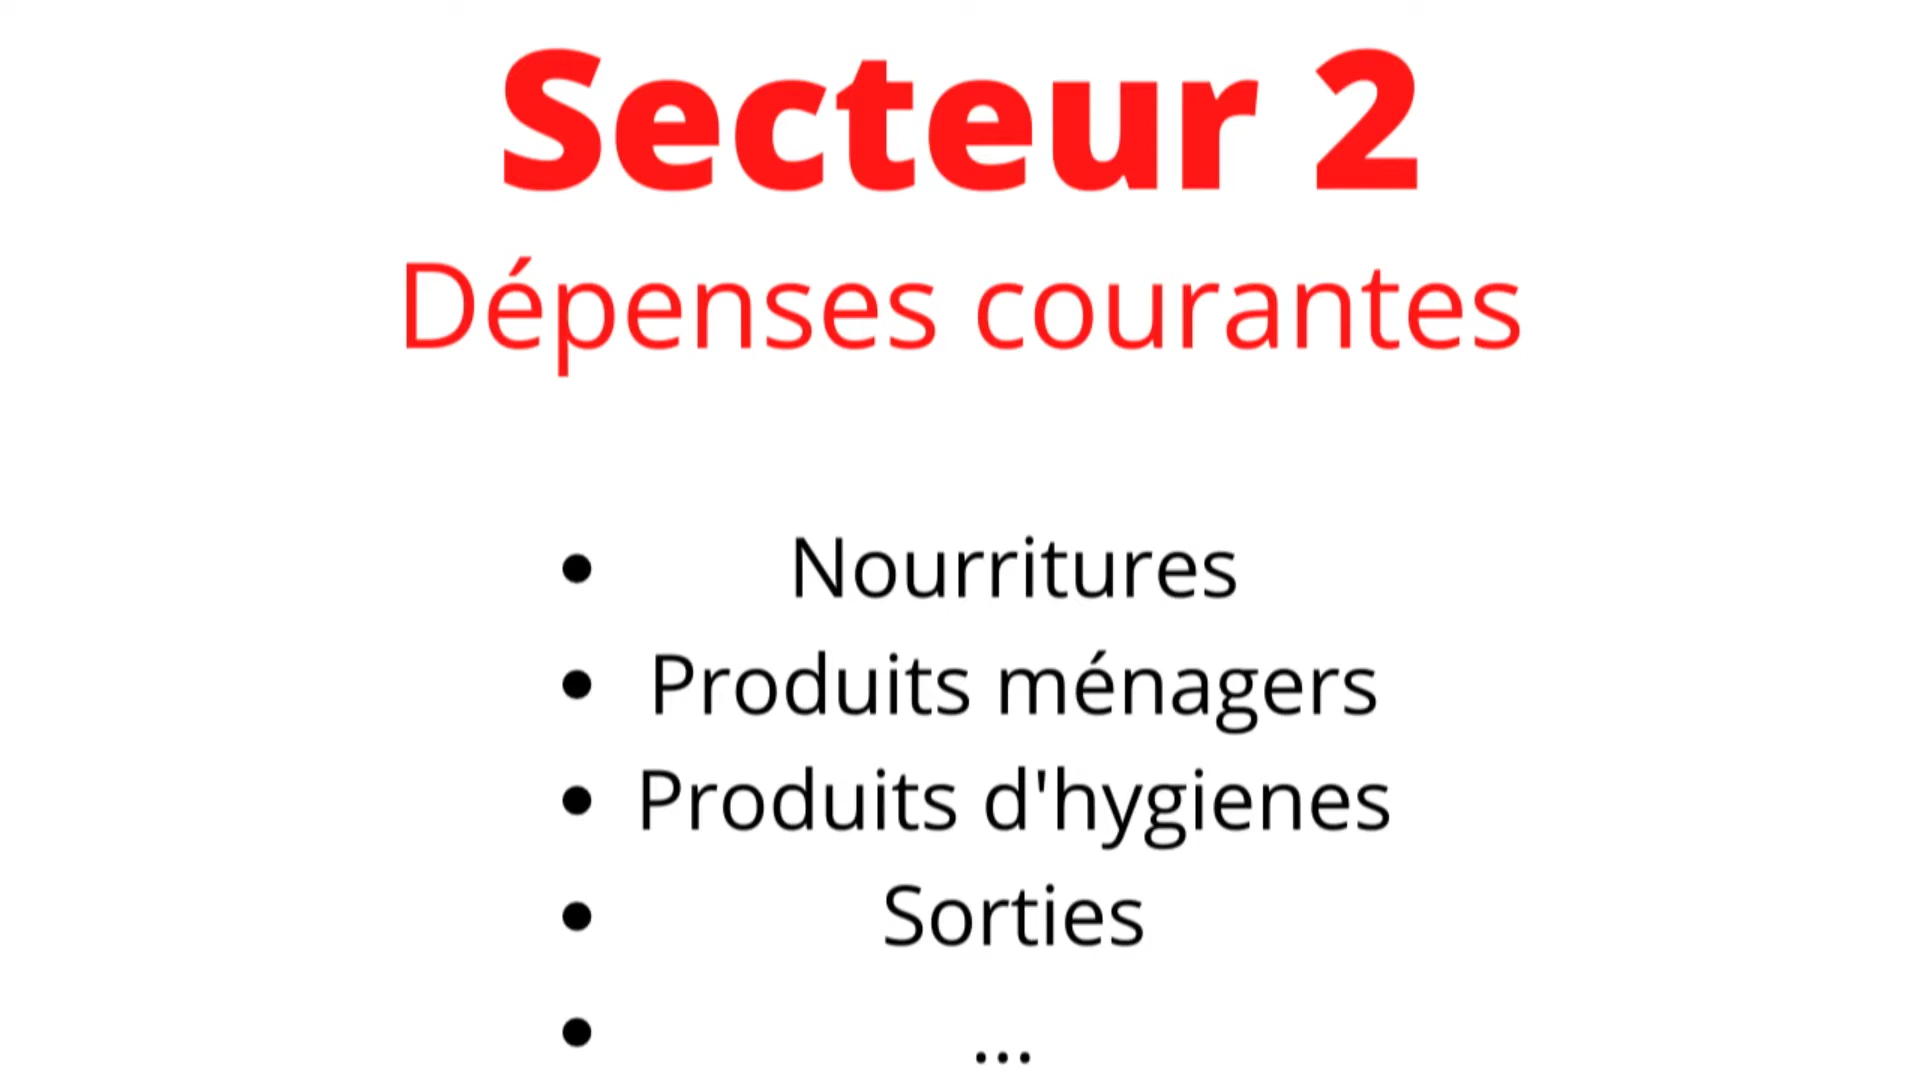 Secteur 2
Dépenses courantes
• Nourritures
• Produits ménagers
• Produits d'hygienes
• Sorties
• ...